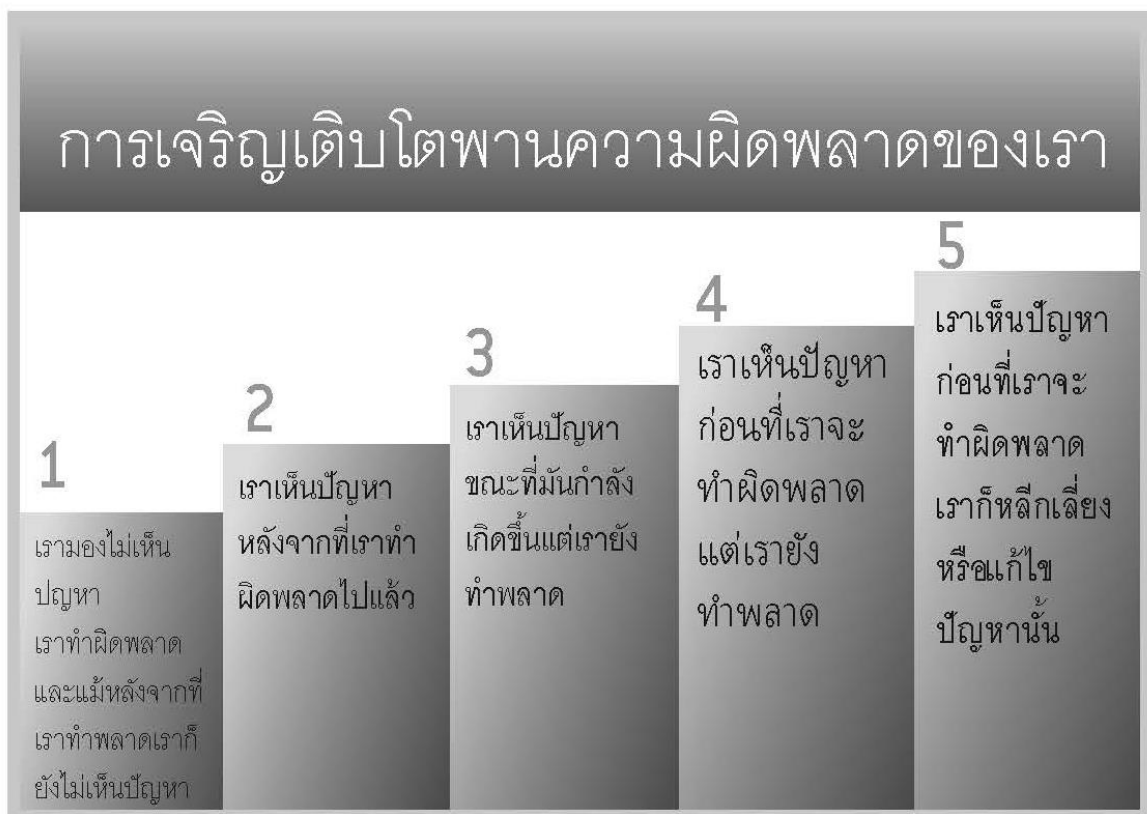 การเจริญเติบโตพานความผิดพลาดของเรา
1
เรามองไม่เห็น
ปญหา
เราทำผิดพลาด
และแม้หลังจากที่
เราทำพลาดเราก็
ยังไม่เห็นปัญหา
2
เราเห็นปัญหา
หลังจากที่เราทำ
ผิดพลาดไปแล้ว
3
เราเห็นปัญหา
ขณะที่มันกำลัง
เกิดขึ้นแต่เรายัง
ทำพลาด
4
เราเห็นปัญหา
ก่อนที่เราจะ
ทำผิดพลาด
แต่เรายัง
ทำพลาด
5
เราเห็นปัญหา
ก่อนที่เราจะ
ทำผิดพลาด
เราก็หลีกเลี่ยง
หรือแก้ไข
ปัญหานั้น